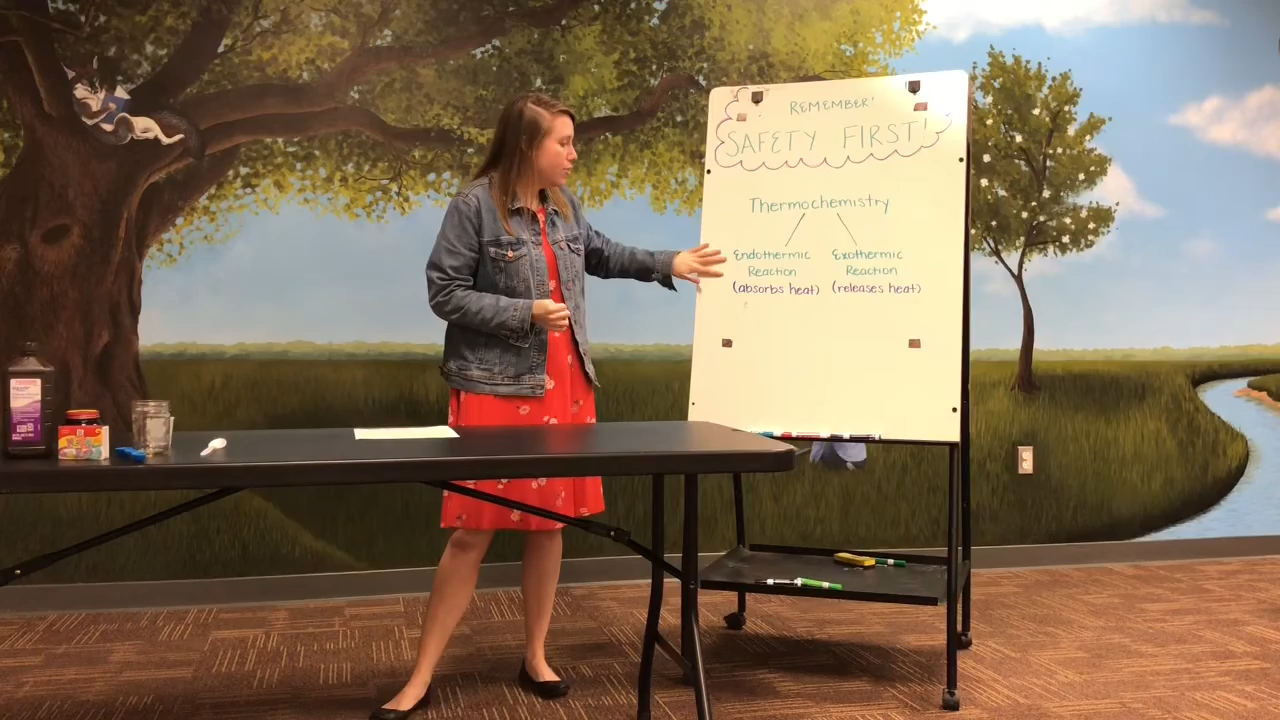 REMEMBER!
SAFETY FIRST!
Thermochemistry
Endothermic Exothermic
Reaction Reaction
(absorbs heat) (releases heat)